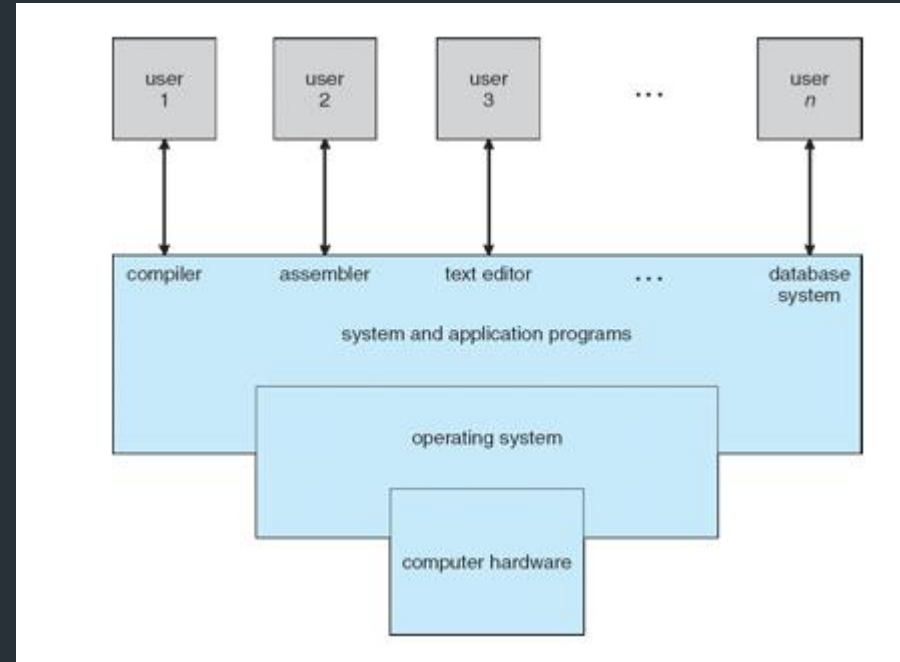 user
1
user
2
user
3
...
user
n
compiler
assembler
text editor
...
database
system
system and application programs
operating system
computer hardware